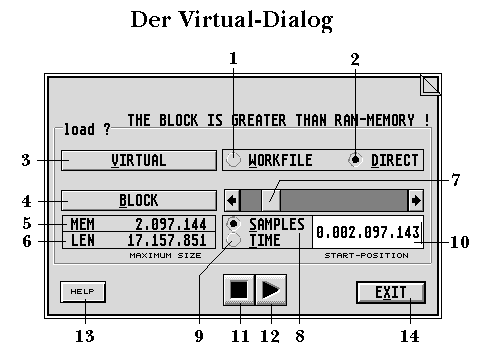 Der Virtual-Dialog
1 2
THE BLOCK IS GREATER THAN RAM-MEMORY !
load ?
3 VIRTUAL WORKFILE DIRECT
7
4 BLOCK
5 MEM 2.097.144 SAMPLES
6 LEN 17.157.851 TIME 0.002.097.143 10
MAXIMUM SIZE START-POSITION
HELP EXIT
13 9 11 12 8 14